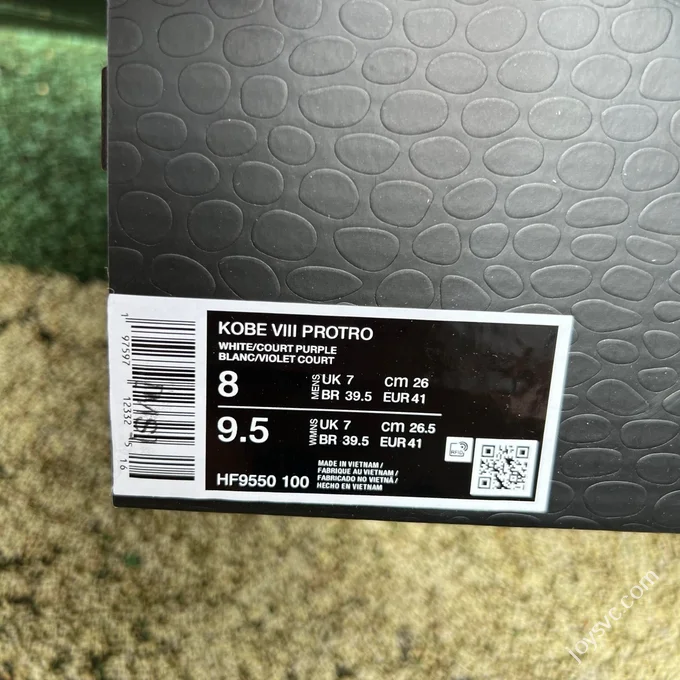 KOBE VIII PROTRO
WHITE/COURT PURPLE
BLANC/VIOLET COURT
8 MENS UK 7 cm 26
BR 39.5 EUR 41
9.5 WMNS UK 7 cm 26.5
BR 39.5 EUR 41
HF9550 100
MADE IN VIETNAM/
FABRIQUE AU VIETNAM/
FABRICADO NO VIETNÃ/
HECHO EN VIETNAM
RFID
joysvc.com